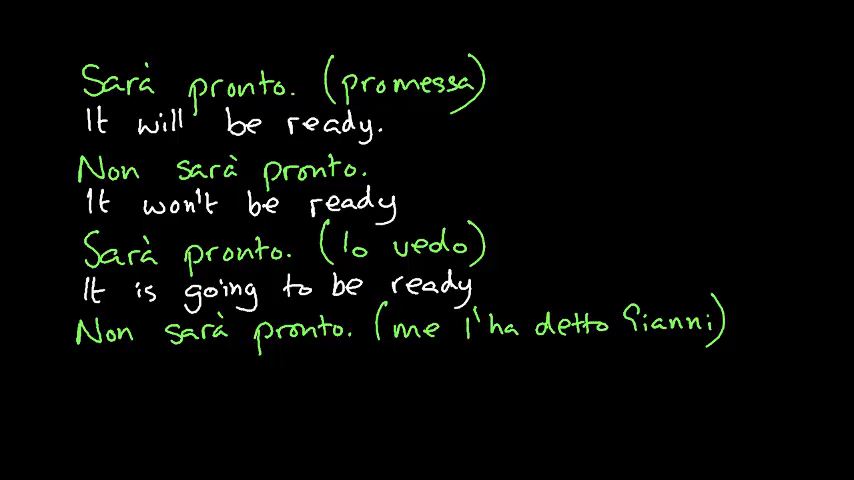 Sarà pronto. (promessa)
It will be ready.
Non sarà pronto.
It won't be ready
Sarà pronto. (lo vedo)
It is going to be ready
Non sarà pronto. (me l'ha detto Gianni)